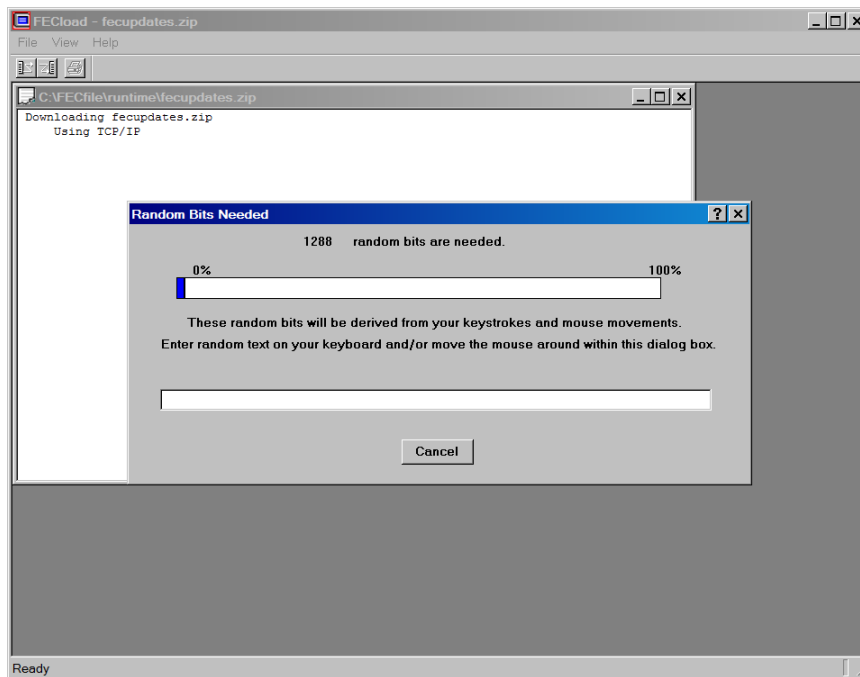 FECload - fecupdates.zip
File View Help
C:\FECfile\runtime\fecupdates.zip
Downloading fecupdates.zip
Using TCP/IP
Random Bits Needed
1288 random bits are needed.
0% 100%
These random bits will be derived from your keystrokes and mouse movements.
Enter random text on your keyboard and/or move the mouse around within this dialog box.
Cancel
Ready